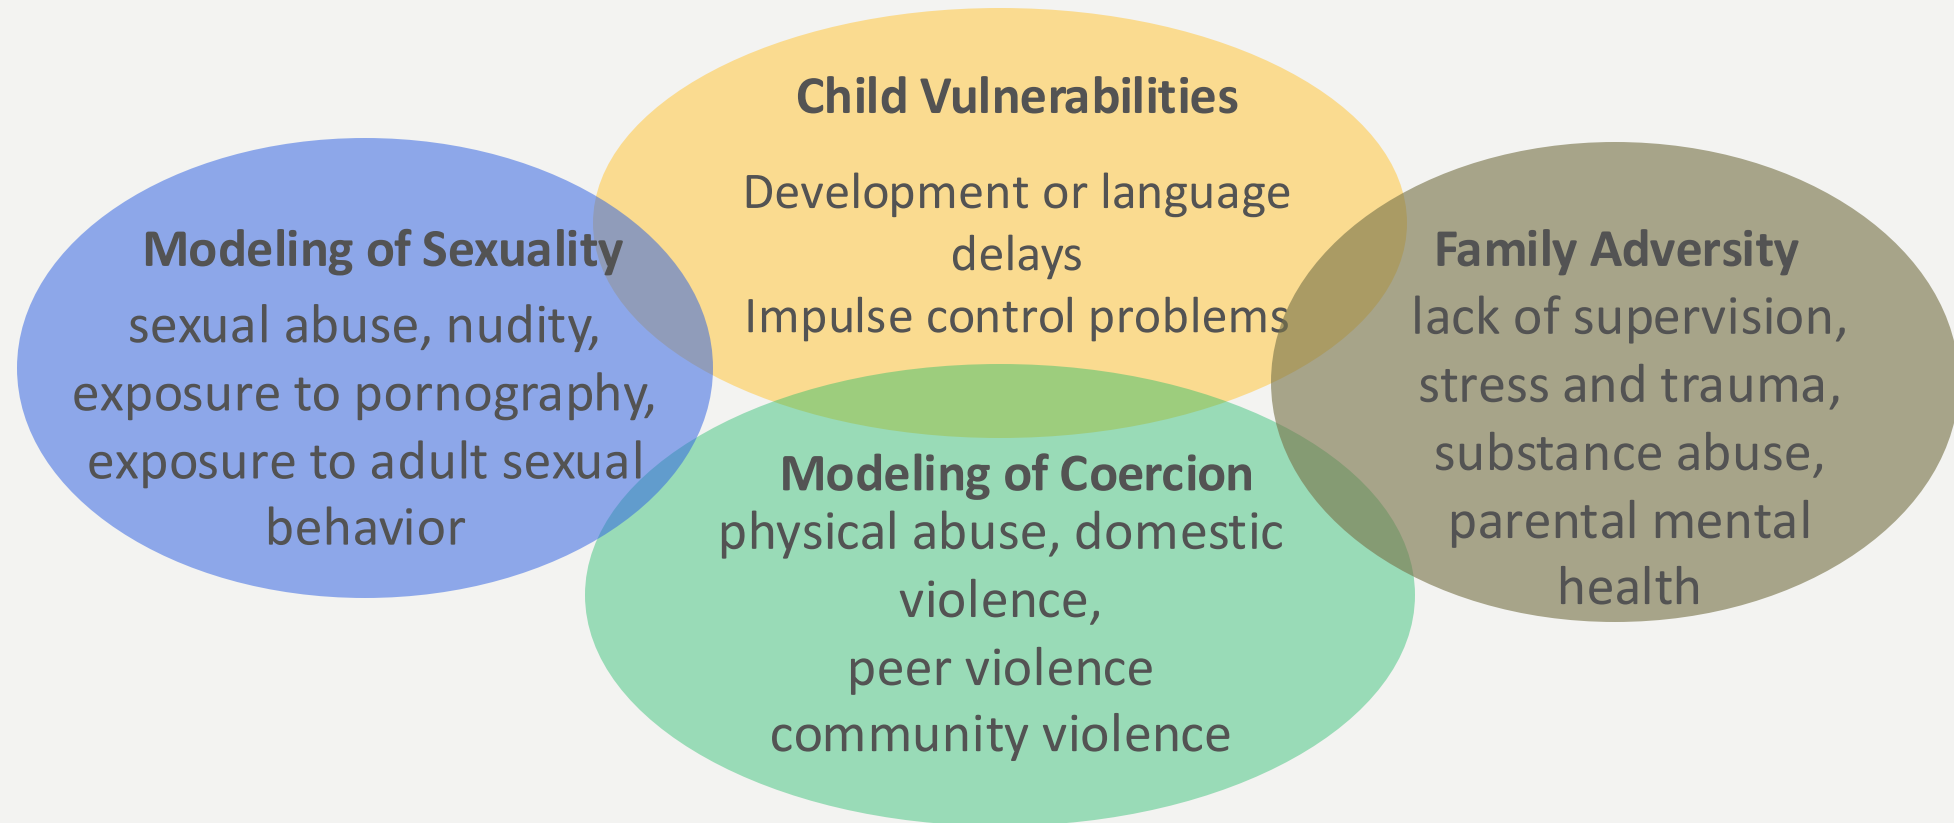 Child Vulnerabilities
Development or language
delays
Impulse control problems
Modeling of Sexuality
sexual abuse, nudity,
exposure to pornography,
exposure to adult sexual
behavior
Family Adversity
lack of supervision,
stress and trauma,
substance abuse,
parental mental
health
Modeling of Coercion
physical abuse, domestic
violence,
peer violence
community violence